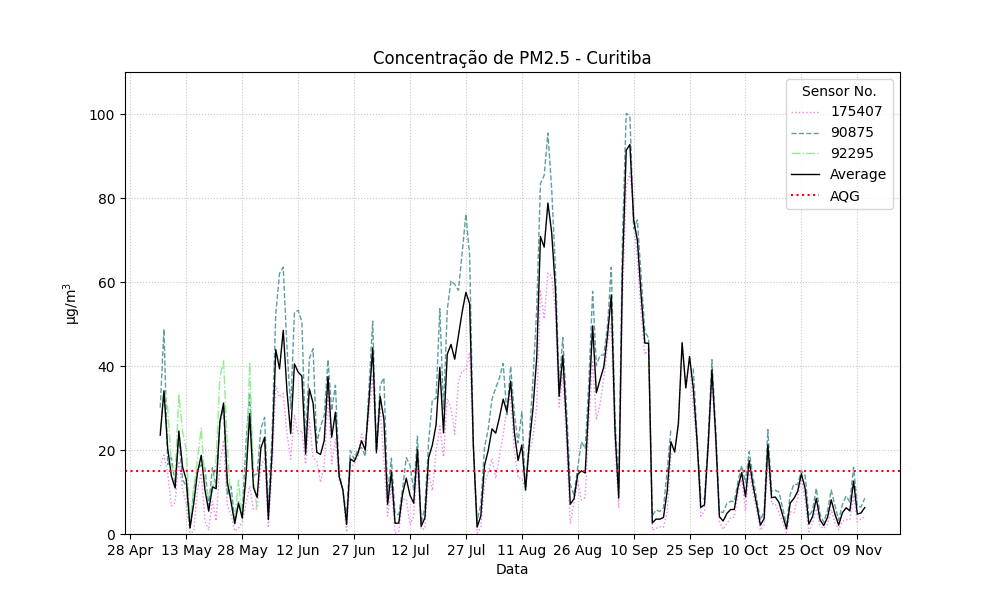 Concentração de PM2.5 - Curitiba
Sensor No.
175407
90875
92295
Average
AQG
µg/m³
100
80
60
40
20
0
28 Apr 13 May 28 May 12 Jun 27 Jun 12 Jul 27 Jul 11 Aug 26 Aug 10 Sep 25 Sep 10 Oct 25 Oct 09 Nov
Data